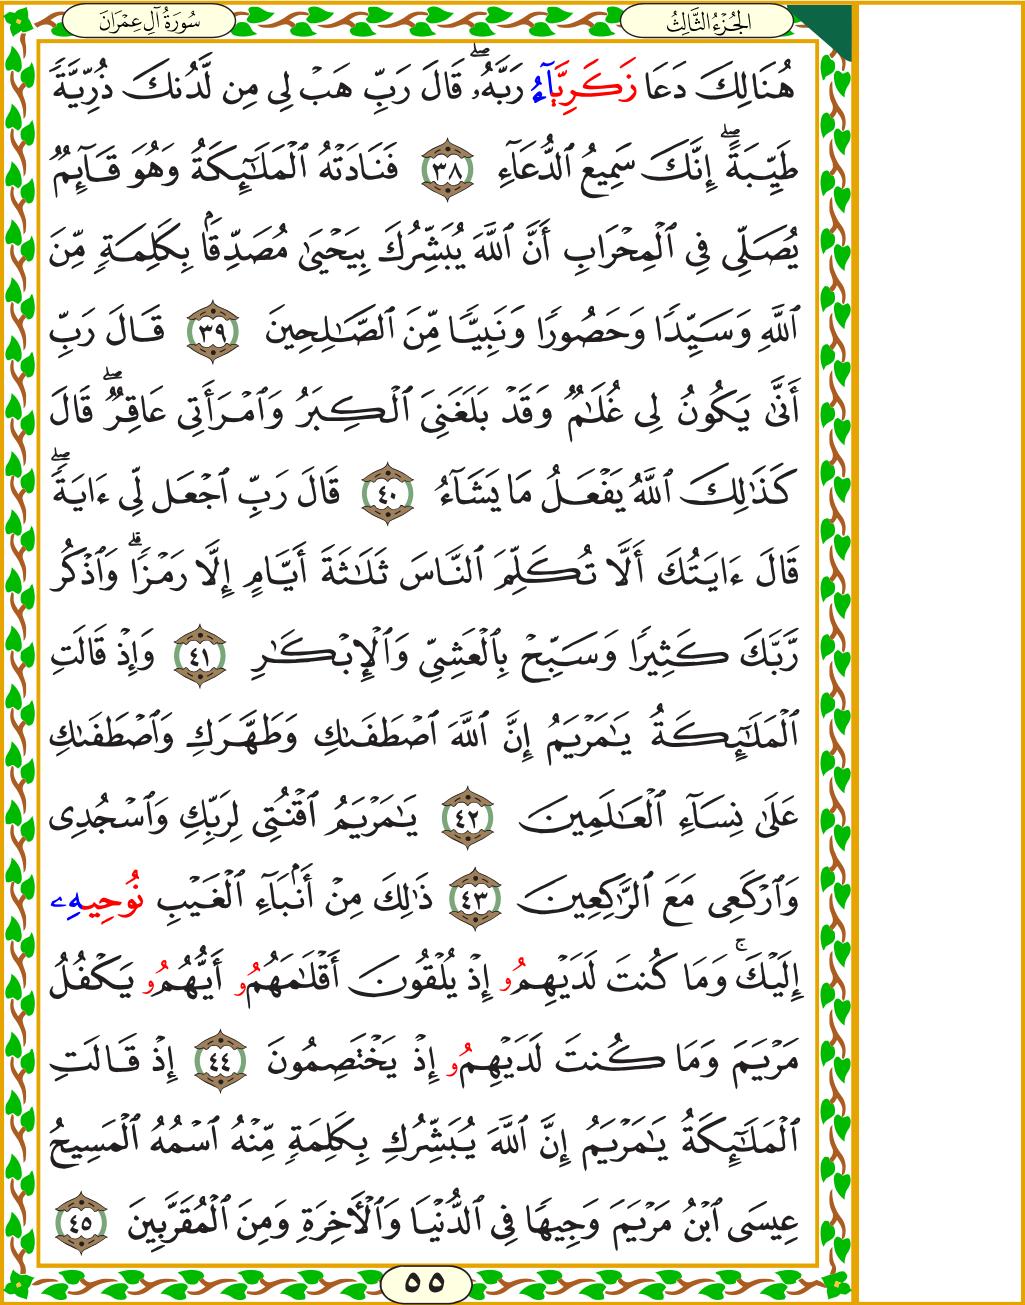 الجُزْءُ الثَّالِثُ
سُورَةُ آلِ عِمْرَانَ
هُنَالِكَ دَعَا زَكَرِيَّآءُ رَبَّهُۥۖ قَالَ رَبِّ هَبۡ لِي مِن لَّدُنكَ ذُرِّيَّةٗ
طَيِّبَةًۖ إِنَّكَ سَمِيعُ ٱلدُّعَآءِ ٣٨ فَنَادَتۡهُ ٱلۡمَلَٰٓئِكَةُ وَهُوَ قَآئِمٞ
يُصَلِّي فِي ٱلۡمِحۡرَابِ أَنَّ ٱللَّهَ يُبَشِّرُكَ بِيَحۡيَىٰ مُصَدِّقَۢا بِكَلِمَةٖ مِّنَ
ٱللَّهِ وَسَيِّدٗا وَحَصُورٗا وَنَبِيّٗا مِّنَ ٱلصَّٰلِحِينَ ٣٩ قَالَ رَبِّ
أَنَّىٰ يَكُونُ لِي غُلَٰمٞ وَقَدۡ بَلَغَنِيَ ٱلۡكِبَرُ وَٱمۡرَأَتِي عَاقِرٞۖ قَالَ
كَذَٰلِكَ ٱللَّهُ يَفۡعَلُ مَا يَشَآءُ ٤٠ قَالَ رَبِّ ٱجۡعَل لِّي ءَايَةٗۖ
قَالَ ءَايَتُكَ أَلَّا تُكَلِّمَ ٱلنَّاسَ ثَلَٰثَةَ أَيَّامٍ إِلَّا رَمۡزٗاۗ وَٱذۡكُر
رَّبَّكَ كَثِيرٗا وَسَبِّحۡ بِٱلۡعَشِيِّ وَٱلۡإِبۡكَٰرِ ٤١ وَإِذۡ قَالَتِ
ٱلۡمَلَٰٓئِكَةُ يَٰمَرۡيَمُ إِنَّ ٱللَّهَ ٱصۡطَفَىٰكِ وَطَهَّرَكِ وَٱصۡطَفَىٰكِ
عَلَىٰ نِسَآءِ ٱلۡعَٰلَمِينَ ٤٢ يَٰمَرۡيَمُ ٱقۡنُتِي لِرَبِّكِ وَٱسۡجُدِي
وَٱرۡكَعِي مَعَ ٱلرَّٰكِعِينَ ٤٣ ذَٰلِكَ مِنۡ أَنۢبَآءِ ٱلۡغَيۡبِ نُوحِيهِۦ
إِلَيۡكَۚ وَمَا كُنتَ لَدَيۡهِمُۥ إِذۡ يُلۡقُونَ أَقۡلَٰمَهُمُۥ أَيُّهُمُۥ يَكۡفُلُ
مَرۡيَمَ وَمَا كُنتَ لَدَيۡهِمُۥ إِذۡ يَخۡتَصِمُونَ ٤٤ إِذۡ قَالَتِ
ٱلۡمَلَٰٓئِكَةُ يَٰمَرۡيَمُ إِنَّ ٱللَّهَ يُبَشِّرُكِ بِكَلِمَةٖ مِّنۡهُ ٱسۡمُهُ ٱلۡمَسِيحُ
عِيسَى ٱبۡنُ مَرۡيَمَ وَجِيهٗا فِي ٱلدُّنۡيَا وَٱلۡأٓخِرَةِ وَمِنَ ٱلۡمُقَرَّبِينَ ٤٥
٥٥